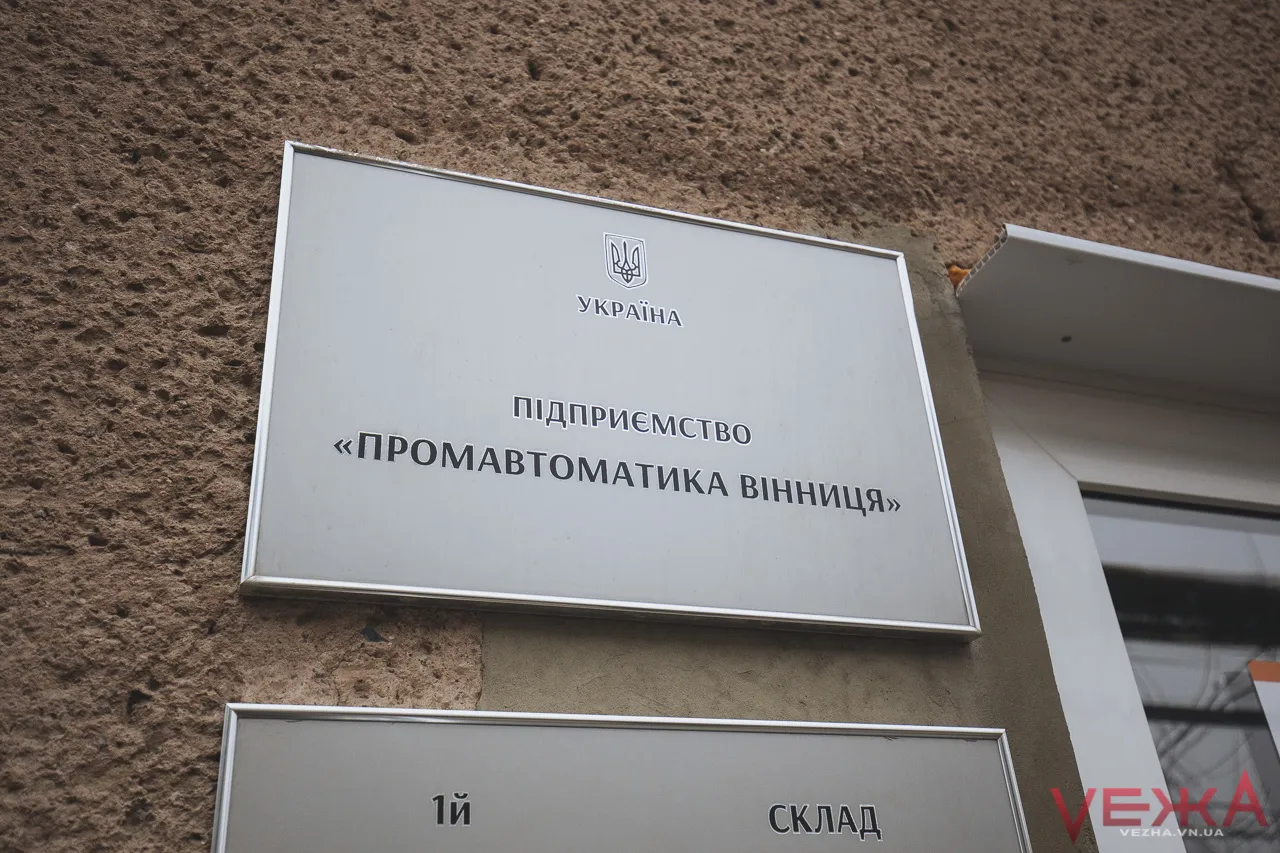 УКРАЇНА
ПІДПРИЄМСТВО
«ПРОМАВТОМАТИКА ВІННИЦЯ»
1й СКЛАД
VEЖА
VEZHA.VN.UA